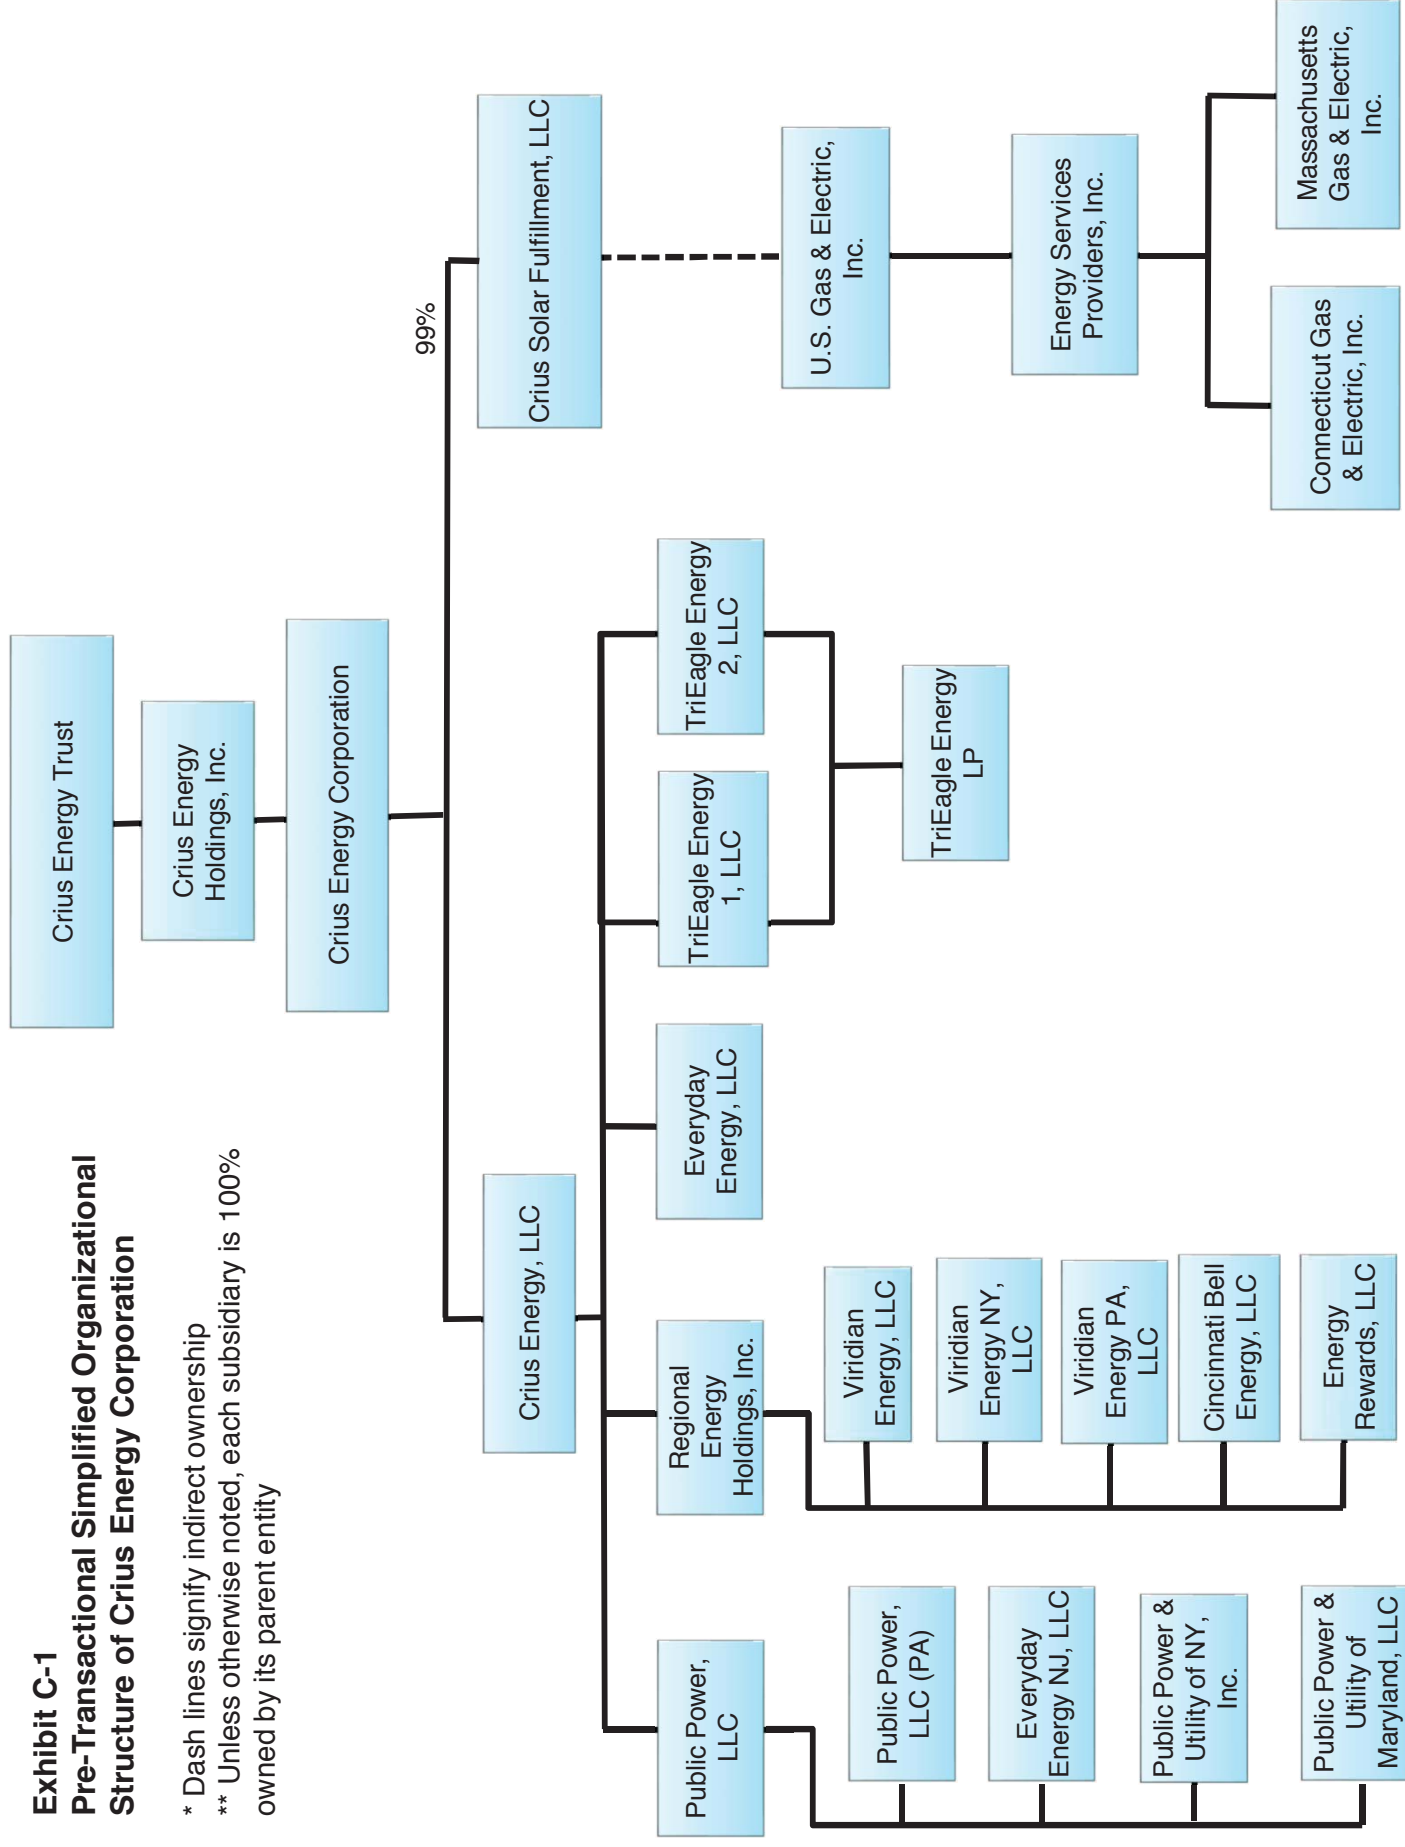 Exhibit C-1
Pre-Transactional Simplified Organizational
Structure of Crius Energy Corporation
* Dash lines signify indirect ownership
** Unless otherwise noted, each subsidiary is 100%
owned by its parent entity
Crius Energy Trust
Crius Energy
Holdings, Inc.
Crius Energy Corporation
99%
Crius Energy, LLC
Crius Solar Fulfillment, LLC
Public Power,
LLC
Regional
Energy
Holdings, Inc.
Everyday
Energy, LLC
TriEagle Energy
1, LLC
TriEagle Energy
2, LLC
TriEagle Energy
LP
U.S. Gas & Electric,
Inc.
Energy Services
Providers, Inc.
Connecticut Gas
& Electric, Inc.
Massachusetts
Gas & Electric,
Inc.
Public Power,
LLC (PA)
Everyday
Energy NJ, LLC
Public Power &
Utility of NY,
Inc.
Public Power &
Utility of
Maryland, LLC
Viridian
Energy, LLC
Viridian
Energy NY,
LLC
Viridian
Energy PA,
LLC
Cincinnati Bell
Energy, LLC
Energy
Rewards, LLC